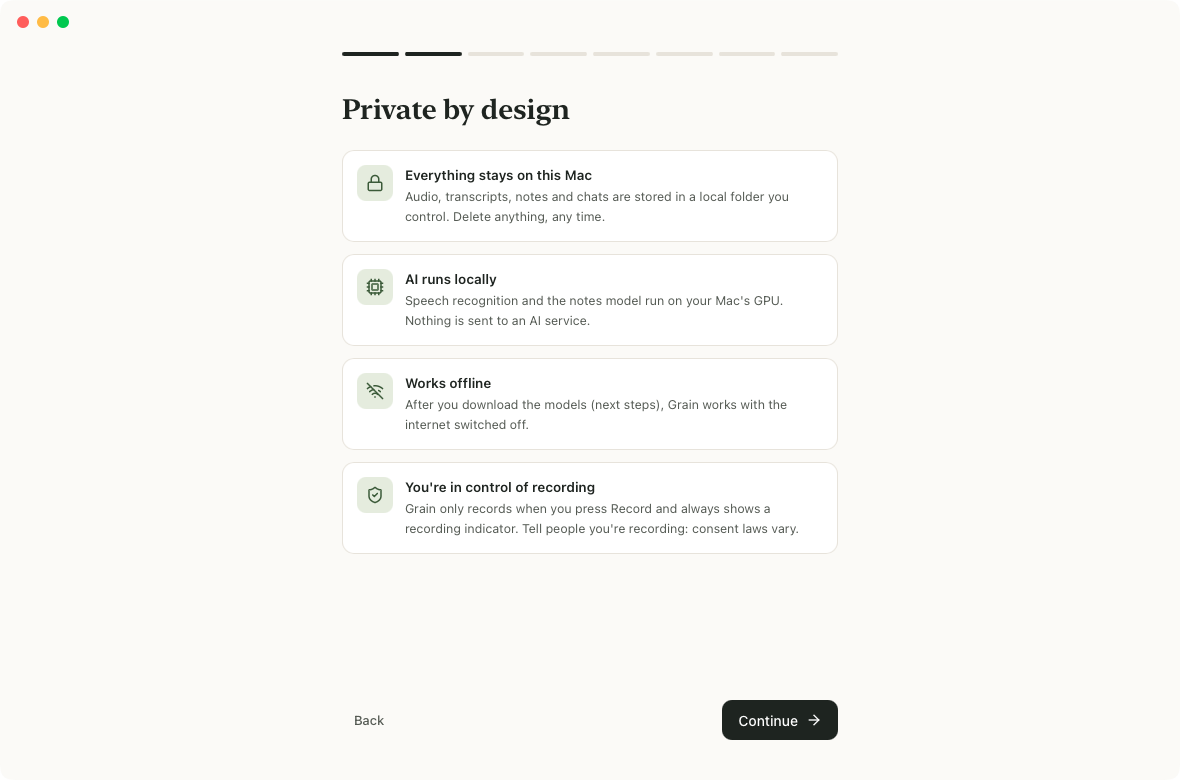 Private by design
Everything stays on this Mac
Audio, transcripts, notes and chats are stored in a local folder you
control. Delete anything, any time.
AI runs locally
Speech recognition and the notes model run on your Mac's GPU.
Nothing is sent to an AI service.
Works offline
After you download the models (next steps), Grain works with the
internet switched off.
You're in control of recording
Grain only records when you press Record and always shows a
recording indicator. Tell people you're recording: consent laws vary.
Back
Continue